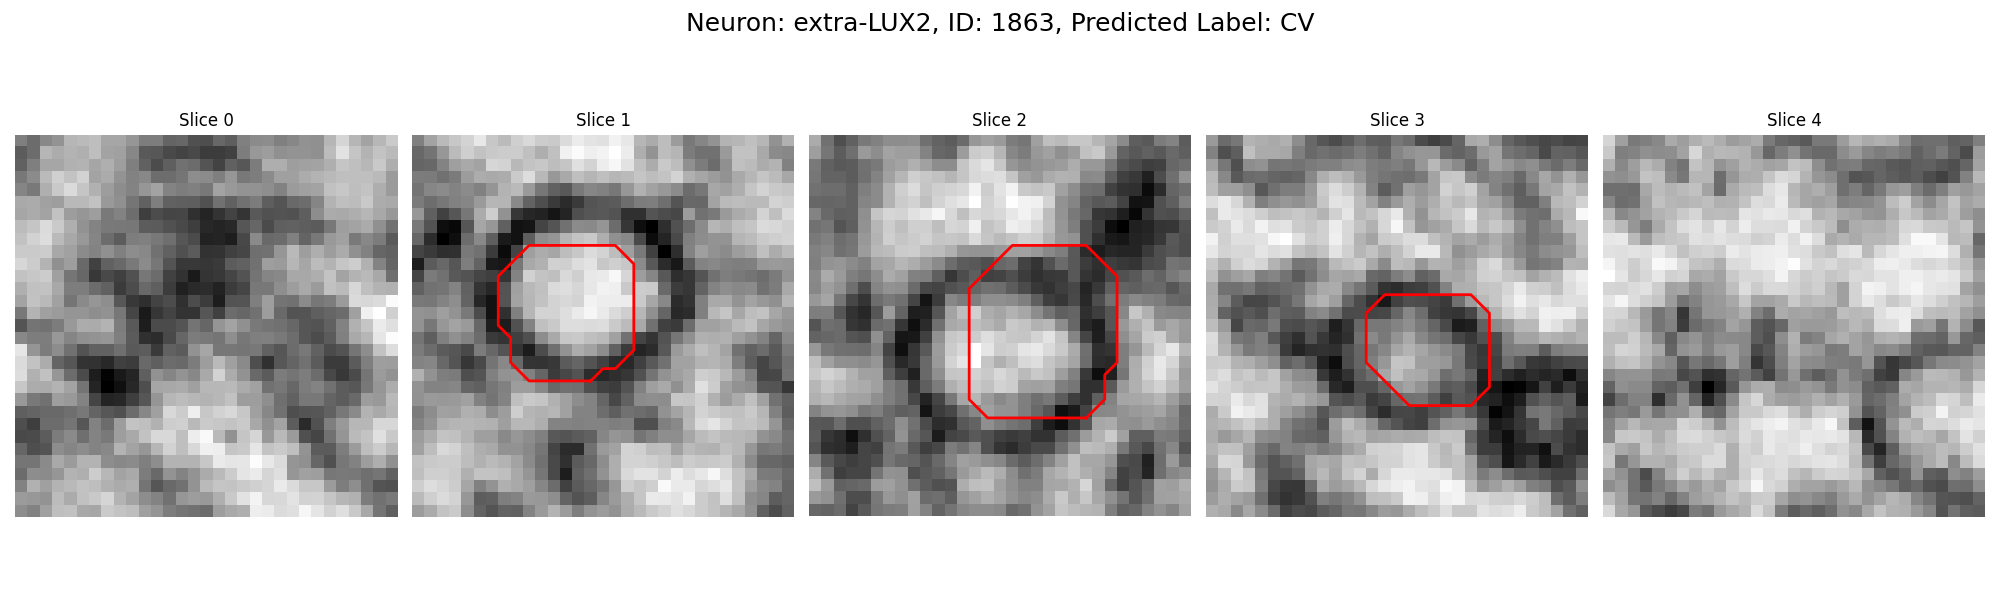 Neuron: extra-LUX2, ID: 1863, Predicted Label: CV
Slice 0
Slice 1
Slice 2
Slice 3
Slice 4